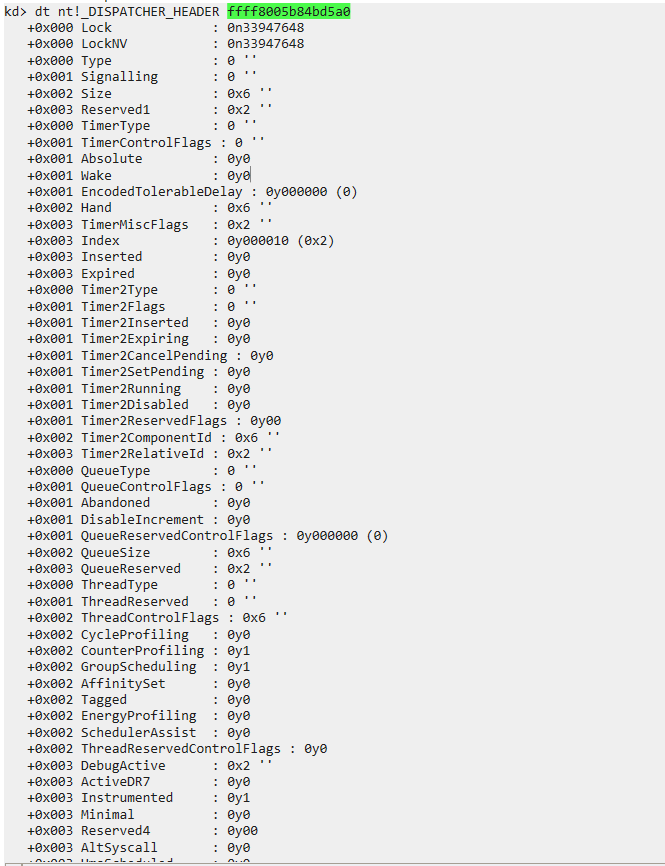 kd> dt nt!_DISPATCHER_HEADER ffff8005b84bd5a0
+0x000 Lock : 0n33947648
+0x000 LockNV : 0n33947648
+0x000 Type : 0 ''
+0x001 Signalling : 0 ''
+0x002 Size : 0x6 ''
+0x003 Reserved1 : 0x2 ''
+0x000 TimerType : 0 ''
+0x001 TimerControlFlags : 0 ''
+0x001 Absolute : 0y0
+0x001 Wake : 0y0
+0x001 EncodedTolerableDelay : 0y000000 (0)
+0x002 Hand : 0x6 ''
+0x003 TimerMiscFlags : 0x2 ''
+0x003 Index : 0y000010 (0x2)
+0x003 Inserted : 0y0
+0x003 Expired : 0y0
+0x000 Timer2Type : 0 ''
+0x001 Timer2Flags : 0 ''
+0x001 Timer2Inserted : 0y0
+0x001 Timer2Expiring : 0y0
+0x001 Timer2CancelPending : 0y0
+0x001 Timer2SetPending : 0y0
+0x001 Timer2Running : 0y0
+0x001 Timer2Disabled : 0y0
+0x001 Timer2ReservedFlags : 0y00
+0x002 Timer2ComponentId : 0x6 ''
+0x003 Timer2RelativeId : 0x2 ''
+0x000 QueueType : 0 ''
+0x001 QueueControlFlags : 0 ''
+0x001 Abandoned : 0y0
+0x001 DisableIncrement : 0y0
+0x001 QueueReservedControlFlags : 0y000000 (0)
+0x002 QueueSize : 0x6 ''
+0x003 QueueReserved : 0x2 ''
+0x000 ThreadType : 0 ''
+0x001 ThreadReserved : 0 ''
+0x002 ThreadControlFlags : 0x6 ''
+0x002 CycleProfiling : 0y0
+0x002 CounterProfiling : 0y1
+0x002 GroupScheduling : 0y1
+0x002 AffinitySet : 0y0
+0x002 Tagged : 0y0
+0x002 EnergyProfiling : 0y0
+0x002 SchedulerAssist : 0y0
+0x002 ThreadReservedControlFlags : 0y0
+0x003 DebugActive : 0x2 ''
+0x003 ActiveDR7 : 0y0
+0x003 Instrumented : 0y1
+0x003 Minimal : 0y0
+0x003 Reserved4 : 0y00
+0x003 AltSyscall : 0y0